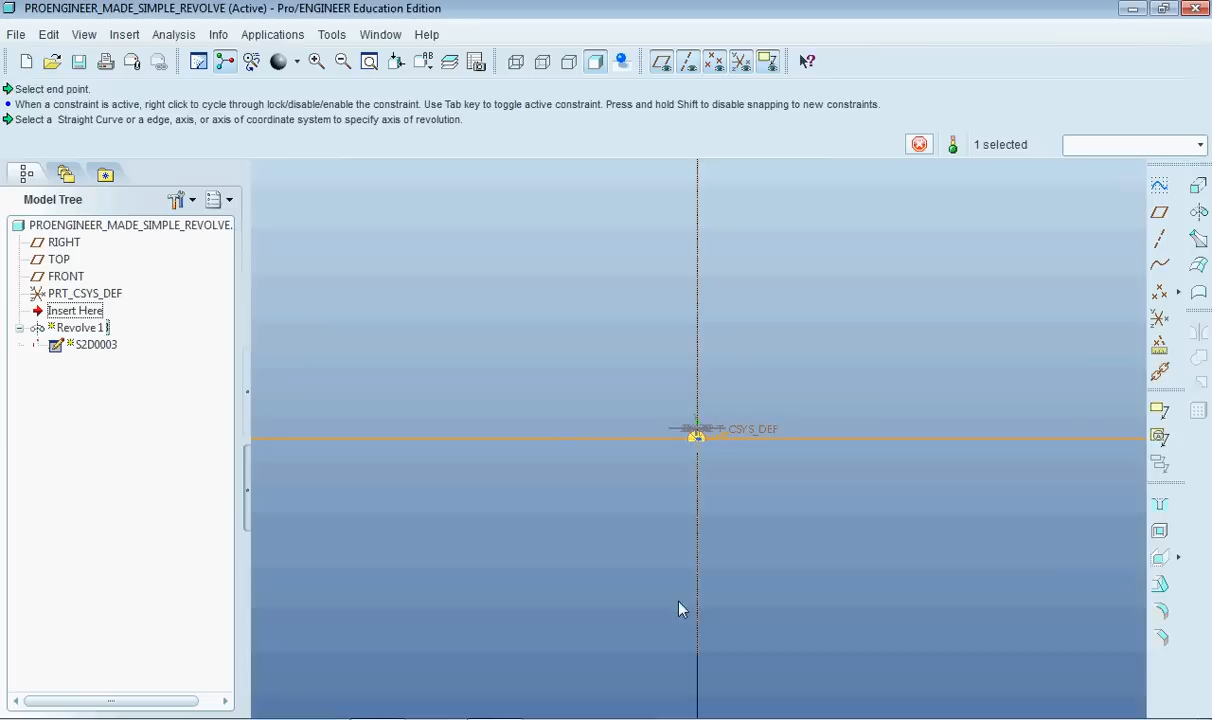 PROENGINEER_MADE_SIMPLE_REVOLVE (Active) - Pro/ENGINEER Education Edition
File Edit View Insert Analysis Info Applications Tools Window Help
Select end point.
When a constraint is active, right click to cycle through lock/disable/enable the constraint. Use Tab key to toggle active constraint. Press and hold Shift to disable snapping to new constraints.
Select a Straight Curve or a edge, axis, or axis of coordinate system to specify axis of revolution.
1 selected
Model Tree
PROENGINEER_MADE_SIMPLE_REVOLVE.
RIGHT
TOP
FRONT
PRT_CSYS_DEF
Insert Here
Revolve 1
S2D0003
CSYS_DEF